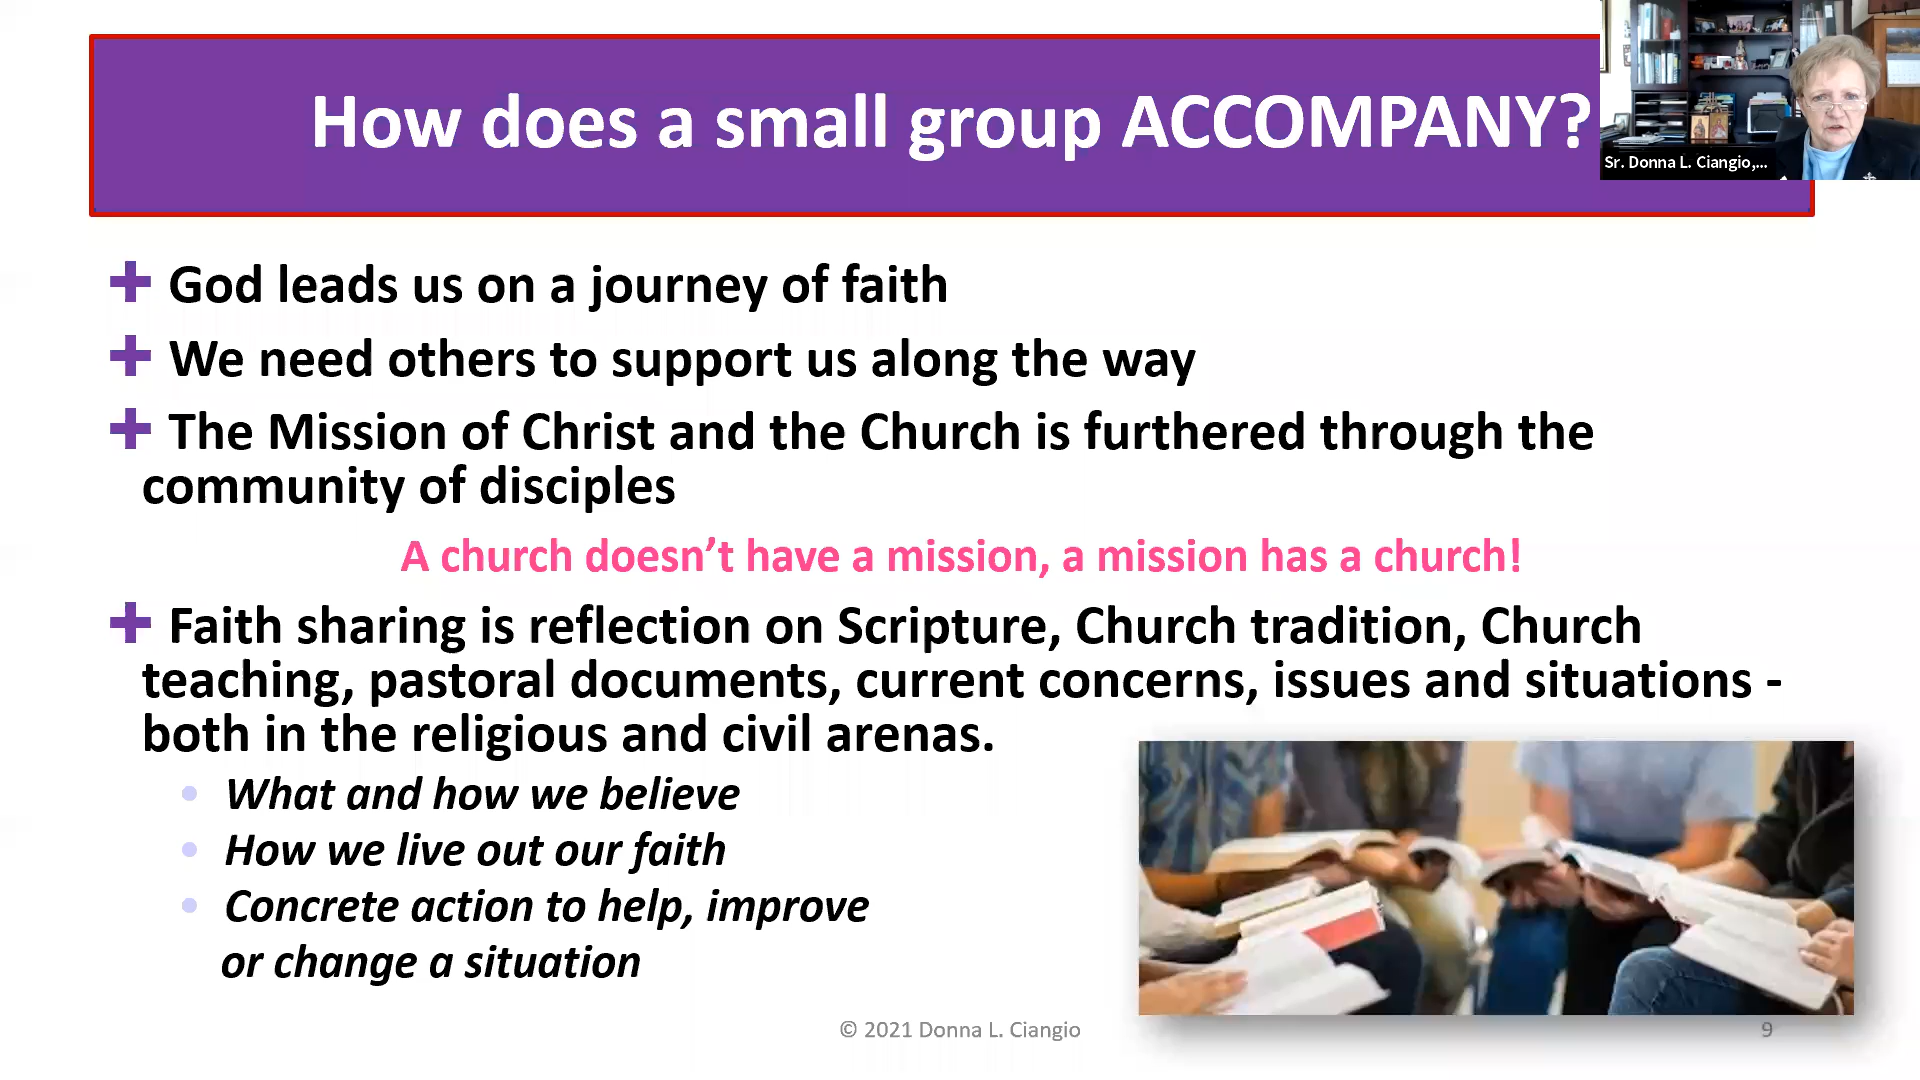 How does a small group ACCOMPANY?
Sr. Donna L. Ciangio,...
God leads us on a journey of faith
We need others to support us along the way
The Mission of Christ and the Church is furthered through the
community of disciples
A church doesn’t have a mission, a mission has a church!
Faith sharing is reflection on Scripture, Church tradition, Church
teaching, pastoral documents, current concerns, issues and situations -
both in the religious and civil arenas.
• What and how we believe
• How we live out our faith
• Concrete action to help, improve
or change a situation
© 2021 Donna L. Ciangio
9